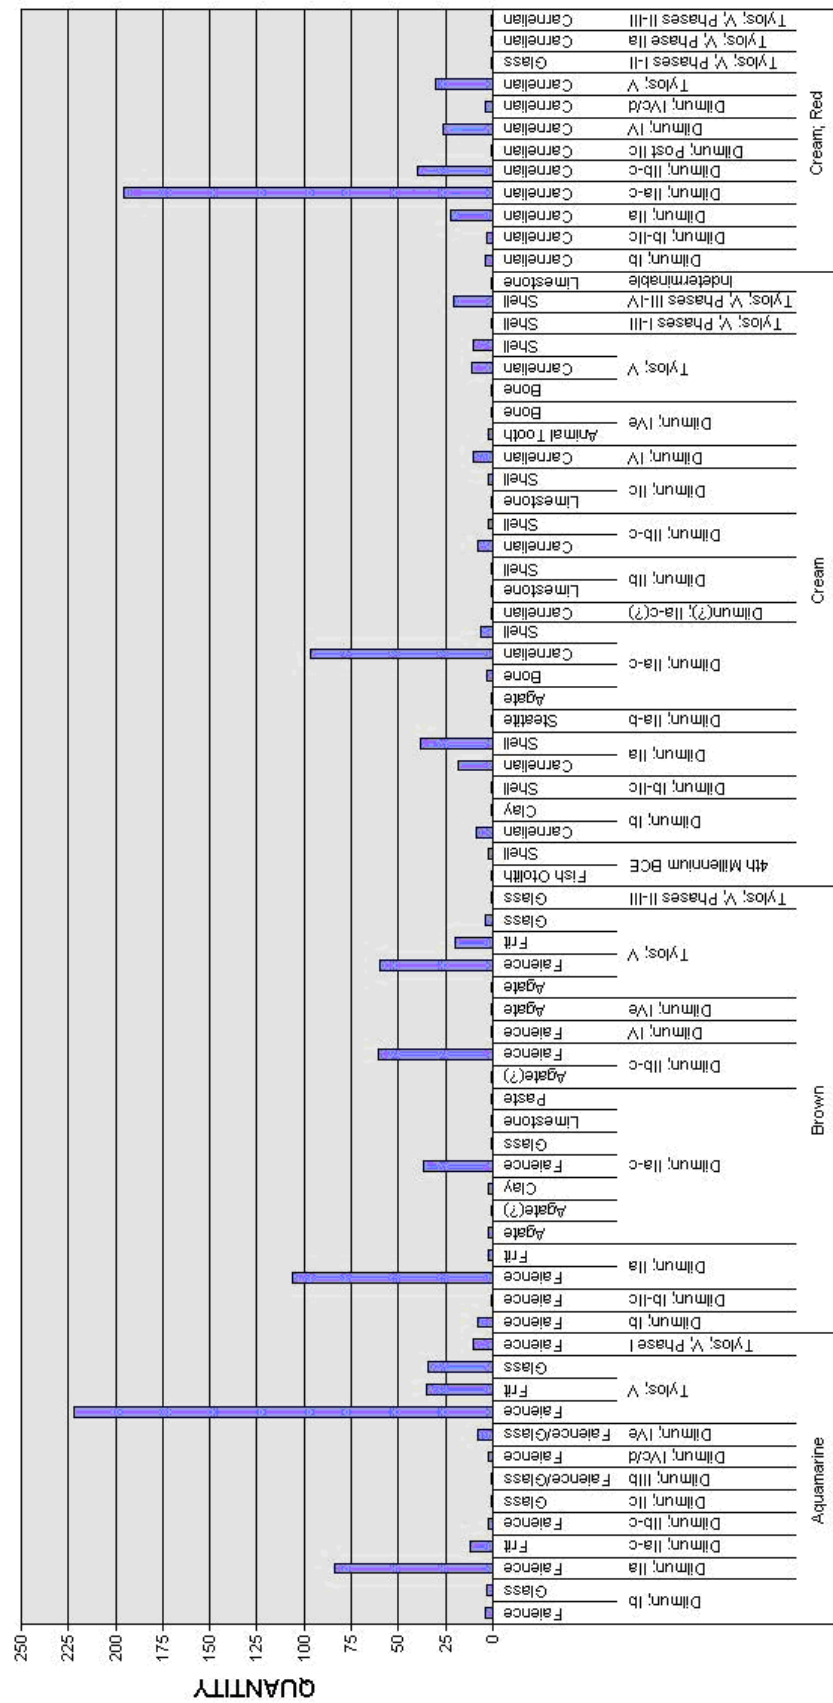 QUANTITY
250
225
200
175
150
125
100
75
50
25
0
Faience
Glass
Faience
Frit
Faience
Glass
Faience/Glass
Faience
Faience/Glass
Faience
Frit
Glass
Faience
Faience
Faience
Faience
Frit
Agate
Agate(?)
Clay
Faience
Glass
Limestone
Paste
Agate(?)
Faience
Faience
Agate
Agate
Faience
Frit
Glass
Glass
Fish Otolith
Shell
Carnelian
Clay
Shell
Carnelian
Shell
Steatite
Agate
Bone
Carnelian
Shell
Carnelian
Limestone
Shell
Carnelian
Shell
Limestone
Shell
Carnelian
Animal Tooth
Bone
Bone
Carnelian
Shell
Shell
Shell
Limestone
Carnelian
Carnelian
Carnelian
Carnelian
Carnelian
Carnelian
Carnelian
Carnelian
Carnelian
Glass
Carnelian
Carnelian
Dilmun; Ib
Dilmun; IIa
Dilmun; IIa-c
Dilmun; IIb-c
Dilmun; IIc
Dilmun; IIIb
Dilmun; IVc/d
Dilmun; IVe
Tylos; V
Tylos; V, Phase I
Dilmun; Ib
Dilmun; Ib-IIc
Dilmun; IIa
Dilmun; IIa-c
Dilmun; IIb-c
Dilmun; IV
Dilmun; IVe
Tylos; V
Tylos; V, Phases II-III
4th Millennium BCE
Dilmun; Ib
Dilmun; Ib-IIc
Dilmun; IIa
Dilmun; IIa-b
Dilmun; IIa-c
Dilmun(?); IIa-c(?)
Dilmun; IIb
Dilmun; IIb-c
Dilmun; IIc
Dilmun; IV
Dilmun; IVe
Tylos; V
Tylos; V, Phases I-III
Tylos; V, Phases III-IV
Indeterminable
Dilmun; Ib
Dilmun; Ib-IIc
Dilmun; IIa
Dilmun; IIa-c
Dilmun; IIb-c
Dilmun; Post IIc
Dilmun; IV
Dilmun; IVc/d
Tylos; V
Tylos; V, Phases I-II
Tylos; V, Phase IIa
Tylos; V, Phases II-III
Aquamarine
Brown
Cream
Cream; Red